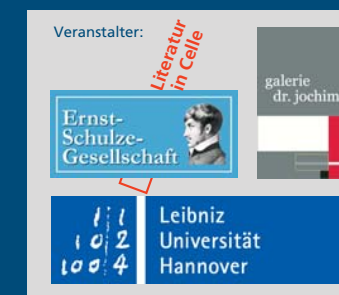 Veranstalter:
Literatur
in Celle
Ernst-
Schulze-
Gesellschaft
galerie
dr. jochim
Leibniz
Universität
Hannover